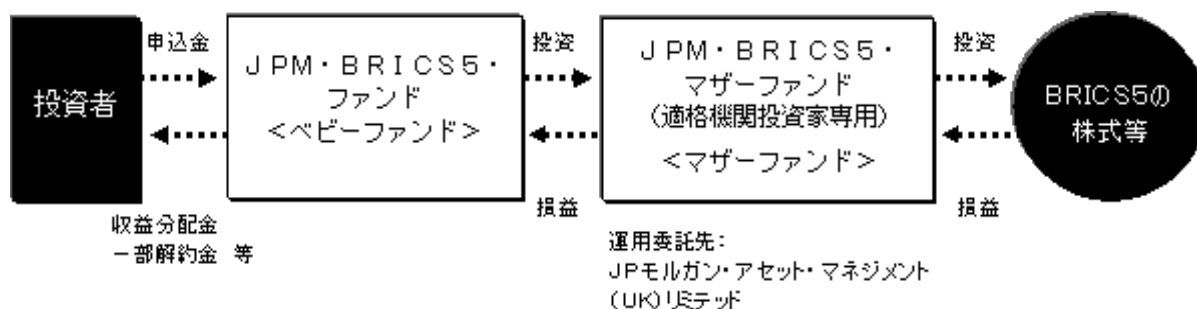 投資者
申込金
収益分配金
一部解約金 等
JPM・BRICS5・
ファンド
<ベビーファンド>
投資
損益
JPM・BRICS5・
マザーファンド
(適格機関投資家専用)
<マザーファンド>
運用委託先:
JPモルガン・アセット・マネジメント
(UK)リミテッド
投資
損益
BRICS5の
株式等